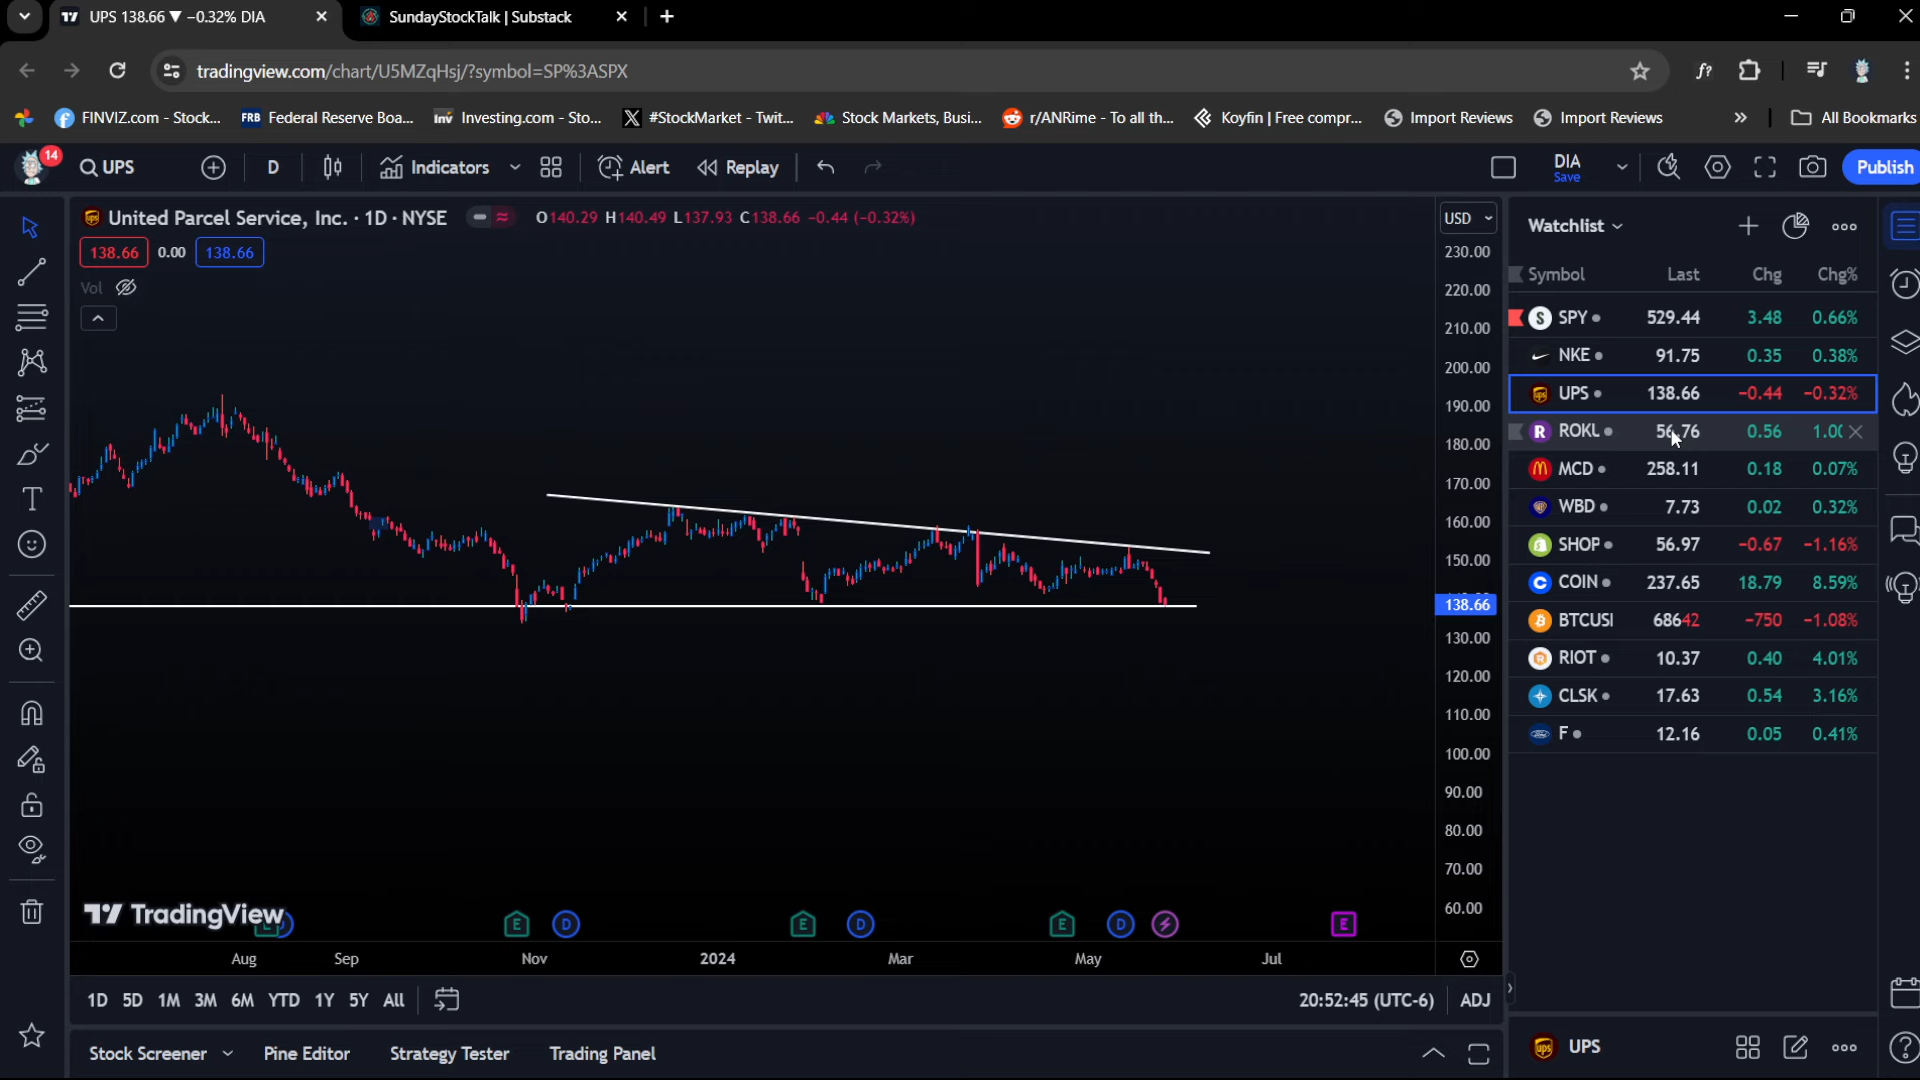 UPS 138.66 ▼ −0.32% DIA
SundayStockTalk | Substack
tradingview.com/chart/U5MZqHsj/?symbol=SP%3ASPX
FINVIZ.com - Stock...
FRB Federal Reserve Boa...
Inv Investing.com - Sto...
#StockMarket - Twit...
Stock Markets, Busi...
r/ANRime - To all th...
Koyfin | Free compr...
Import Reviews
Import Reviews
All Bookmarks
14
UPS
D
Indicators
Alert
Replay
DIA
Save
Publish
United Parcel Service, Inc. · 1D · NYSE
O140.29 H140.49 L137.93 C138.66 −0.44 (−0.32%)
138.66 0.00 138.66
Vol
USD
230.00
220.00
210.00
200.00
190.00
180.00
170.00
160.00
150.00
138.66
130.00
120.00
110.00
100.00
90.00
80.00
70.00
60.00
Watchlist
Symbol Last Chg Chg%
SPY 529.44 3.48 0.66%
NKE 91.75 0.35 0.38%
UPS 138.66 −0.44 −0.32%
ROKU 56.76 0.56 1.00
MCD 258.11 0.18 0.07%
WBD 7.73 0.02 0.32%
SHOP 56.97 −0.67 −1.16%
COIN 237.65 18.79 8.59%
BTCUSI 68642 −750 −1.08%
RIOT 10.37 0.40 4.01%
CLSK 17.63 0.54 3.16%
F 12.16 0.05 0.41%
TradingView
E D E D E D E
Aug Sep Nov 2024 Mar May Jul
1D 5D 1M 3M 6M YTD 1Y 5Y All
20:52:45 (UTC-6) ADJ
Stock Screener Pine Editor Strategy Tester Trading Panel
UPS